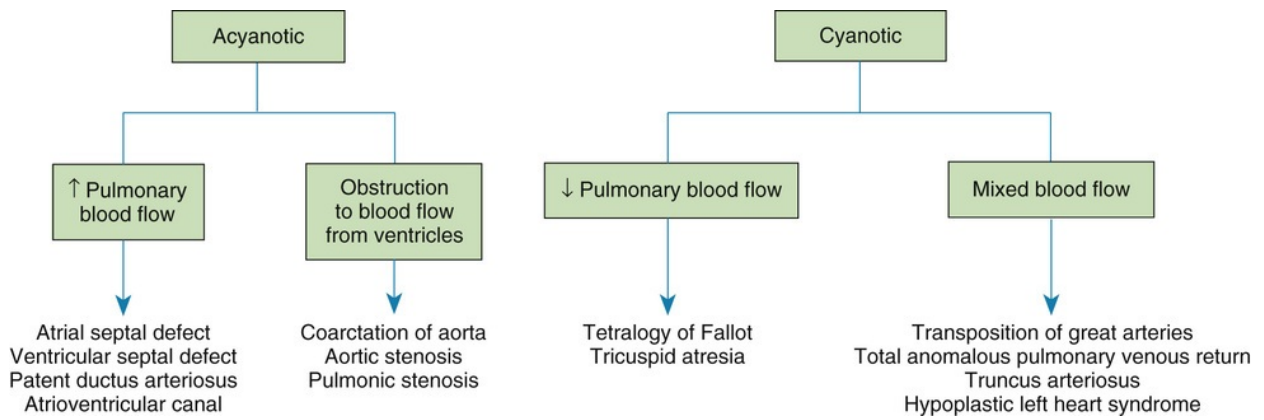 Acyanotic
Cyanotic
↑ Pulmonary
blood flow
Obstruction
to blood flow
from ventricles
↓ Pulmonary blood flow
Mixed blood flow
Atrial septal defect
Ventricular septal defect
Patent ductus arteriosus
Atrioventricular canal
Coarctation of aorta
Aortic stenosis
Pulmonic stenosis
Tetralogy of Fallot
Tricuspid atresia
Transposition of great arteries
Total anomalous pulmonary venous return
Truncus arteriosus
Hypoplastic left heart syndrome